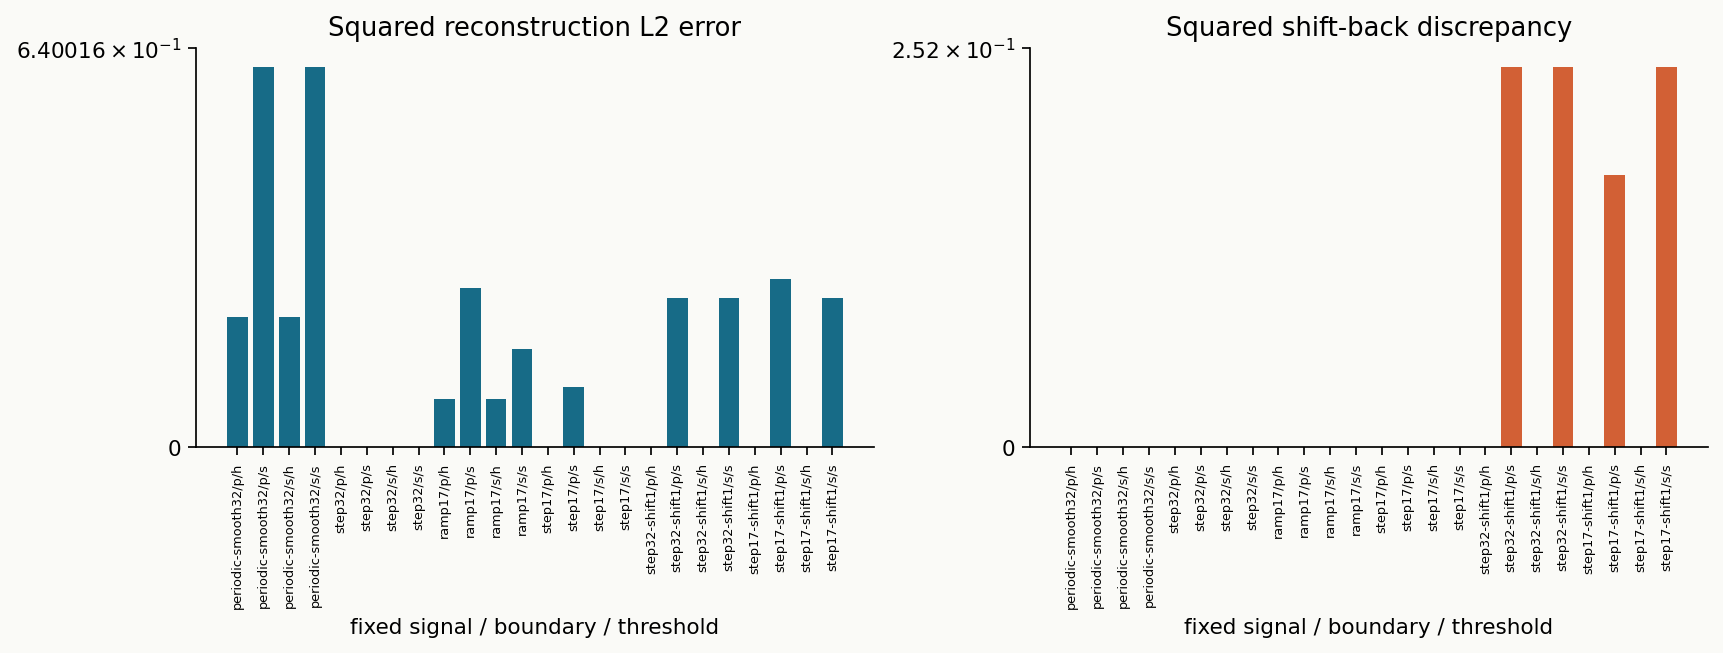 Squared reconstruction L2 error
6.40016 × 10⁻¹
0
periodic-smooth32/p/h
periodic-smooth32/p/s
periodic-smooth32/s/h
periodic-smooth32/s/s
step32/p/h
step32/p/s
step32/s/h
step32/s/s
ramp17/p/h
ramp17/p/s
ramp17/s/h
ramp17/s/s
step17/p/h
step17/p/s
step17/s/h
step17/s/s
step32-shift1/p/h
step32-shift1/p/s
step32-shift1/s/h
step32-shift1/s/s
step17-shift1/p/h
step17-shift1/p/s
step17-shift1/s/h
step17-shift1/s/s
fixed signal / boundary / threshold
Squared shift-back discrepancy
2.52 × 10⁻¹
0
periodic-smooth32/p/h
periodic-smooth32/p/s
periodic-smooth32/s/h
periodic-smooth32/s/s
step32/p/h
step32/p/s
step32/s/h
step32/s/s
ramp17/p/h
ramp17/p/s
ramp17/s/h
ramp17/s/s
step17/p/h
step17/p/s
step17/s/h
step17/s/s
step32-shift1/p/h
step32-shift1/p/s
step32-shift1/s/h
step32-shift1/s/s
step17-shift1/p/h
step17-shift1/p/s
step17-shift1/s/h
step17-shift1/s/s
fixed signal / boundary / threshold